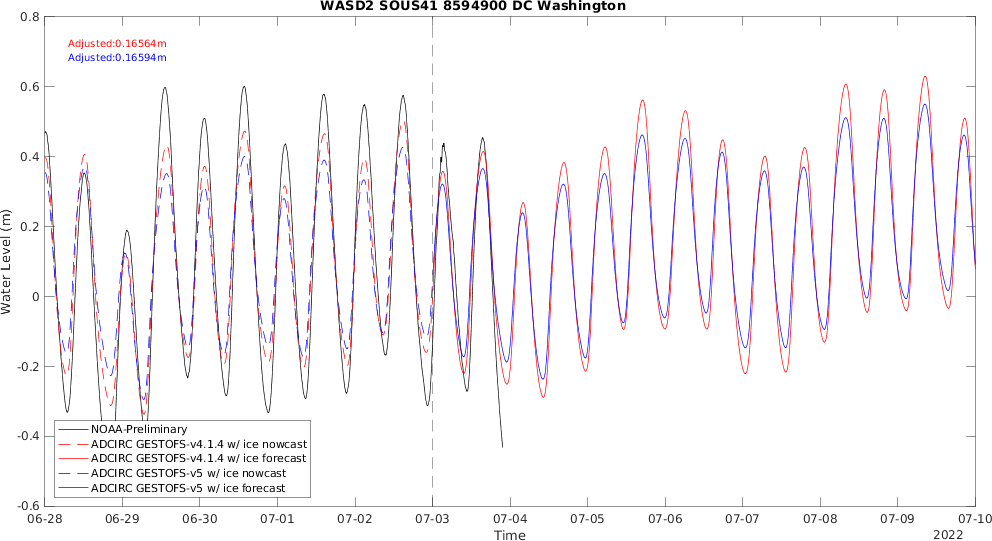 WASD2 SOUS41 8594900 DC Washington
Adjusted:0.16564m
Adjusted:0.16594m
0.8
0.6
0.4
0.2
0
-0.2
-0.4
-0.6
Water Level (m)
NOAA-Preliminary
ADCIRC GESTOFS-v4.1.4 w/ ice nowcast
ADCIRC GESTOFS-v4.1.4 w/ ice forecast
ADCIRC GESTOFS-v5 w/ ice nowcast
ADCIRC GESTOFS-v5 w/ ice forecast
06-28 06-29 06-30 07-01 07-02 07-03 07-04 07-05 07-06 07-07 07-08 07-09 07-10
Time
2022